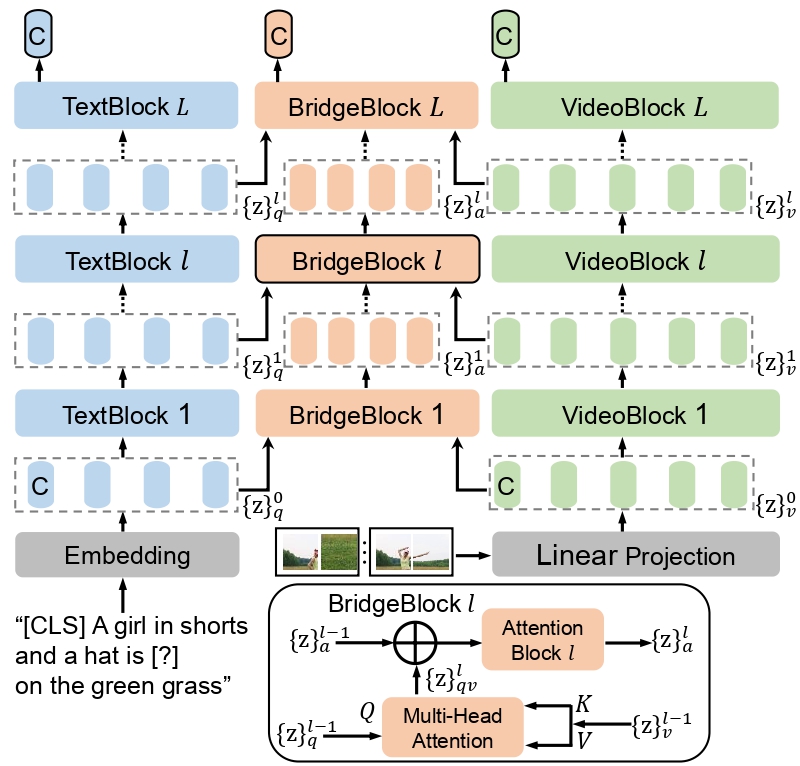 C C C
TextBlock L BridgeBlock L VideoBlock L
{z}_q^l {z}_a^l {z}_v^l
TextBlock l BridgeBlock l VideoBlock l
{z}_q^1 {z}_a^1 {z}_v^1
TextBlock 1 BridgeBlock 1 VideoBlock 1
C C
{z}_q^0 {z}_v^0
Embedding : Linear Projection
“[CLS] A girl in shorts
and a hat is [?]
on the green grass”
BridgeBlock l
{z}_a^{l-1} Attention
Block l {z}_a^l
{z}_{qv}^l
{z}_q^{l-1} Q Multi-Head
Attention K
V {z}_v^{l-1}